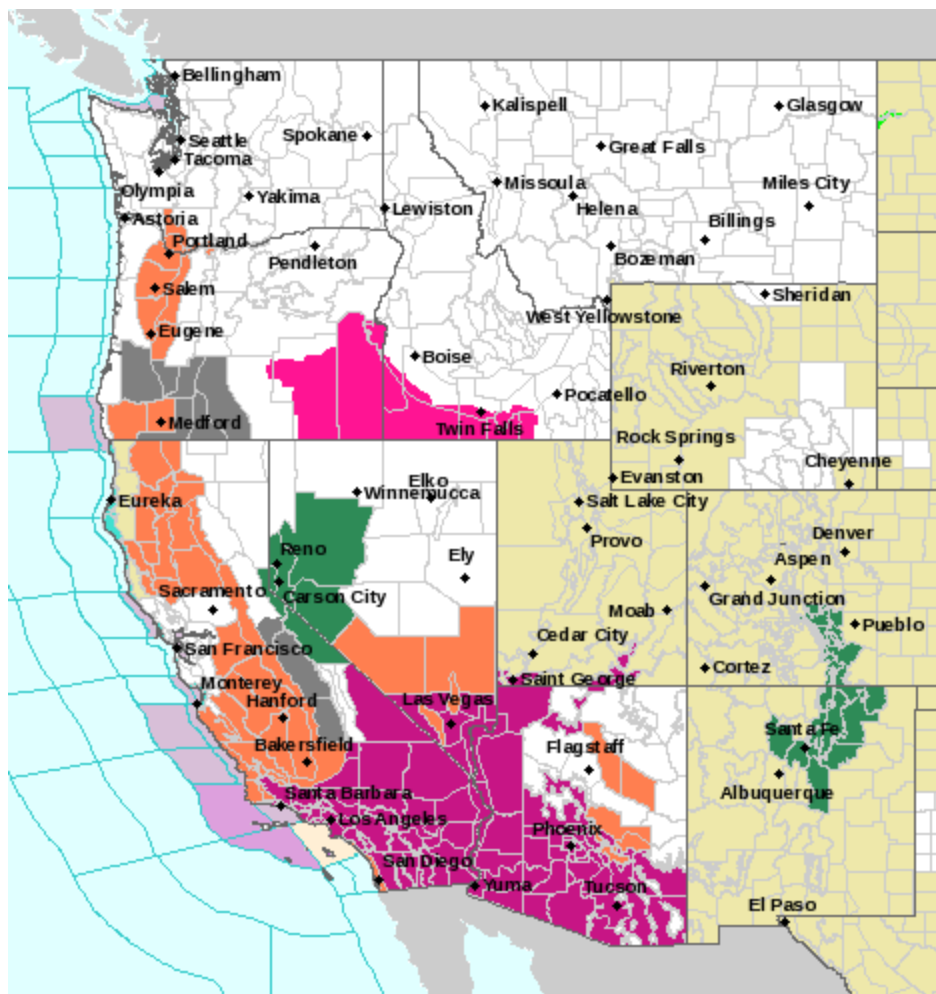 Bellingham
Kalispell
Glasgow
Seattle
Spokane
Great Falls
Tacoma
Missoula
Miles City
Olympia
Yakima
Helena
Lewiston
Astoria
Billings
Portland
Pendleton
Bozeman
Salem
Sheridan
West Yellowstone
Eugene
Boise
Riverton
Pocatello
Medford
Twin Falls
Rock Springs
Cheyenne
Evanston
Elko
Winnemucca
Eureka
Salt Lake City
Denver
Provo
Reno
Ely
Aspen
Sacramento
Carson City
Grand Junction
Moab
Pueblo
Cedar City
San Francisco
Cortez
Saint George
Monterey
Hanford
Las Vegas
Santa Fe
Bakersfield
Flagstaff
Albuquerque
Santa Barbara
Los Angeles
Phoenix
San Diego
Yuma
Tucson
El Paso